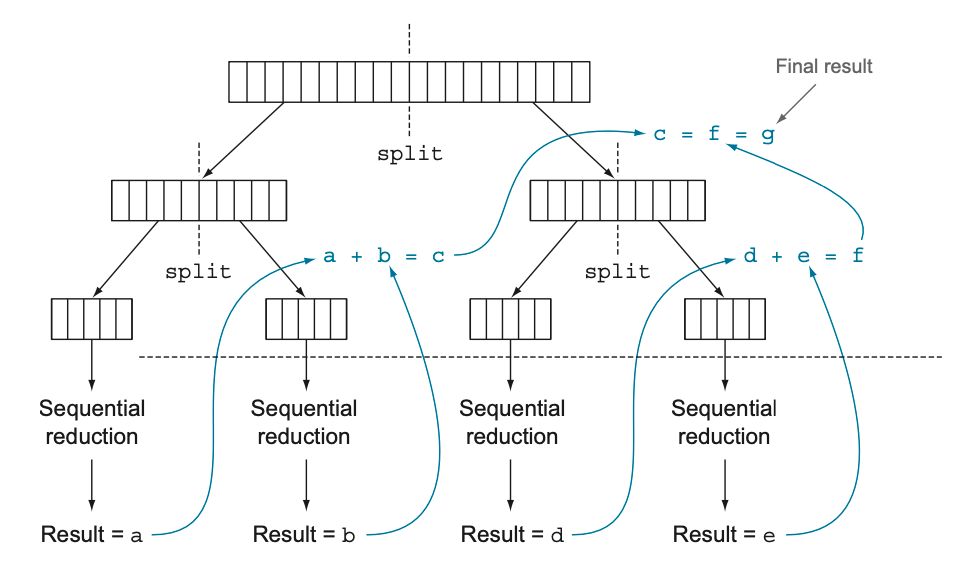 Final result
c = f = g
split
a + b = c
d + e = f
split
split
Sequential
reduction
Sequential
reduction
Sequential
reduction
Sequential
reduction
Result = a
Result = b
Result = d
Result = e